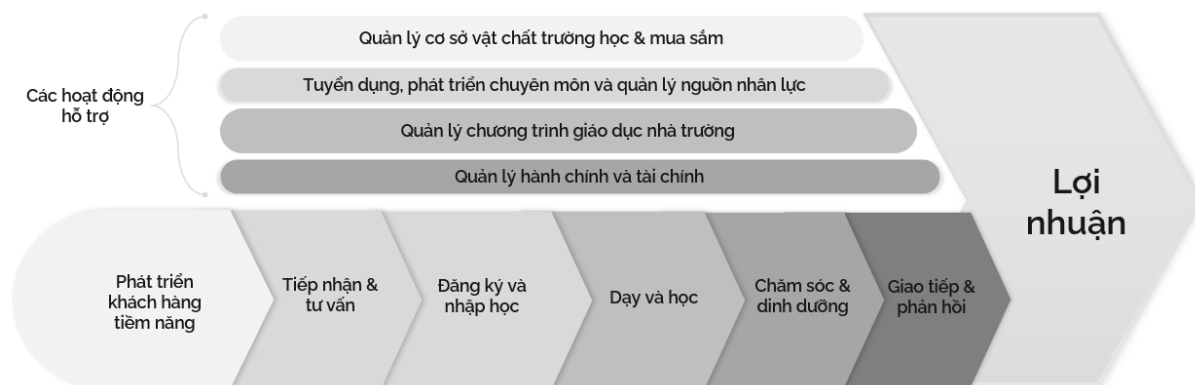 Các hoạt động
hỗ trợ
Quản lý cơ sở vật chất trường học & mua sắm
Tuyển dụng, phát triển chuyên môn và quản lý nguồn nhân lực
Quản lý chương trình giáo dục nhà trường
Quản lý hành chính và tài chính
Lợi
nhuận
Phát triển
khách hàng
tiềm năng
Tiếp nhận &
tư vấn
Đăng ký và
nhập học
Dạy và học
Chăm sóc &
dinh dưỡng
Giao tiếp &
phản hồi